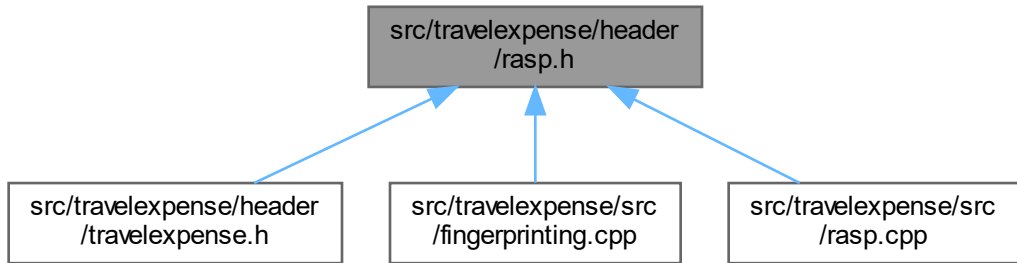 src/travelexpense/header
/rasp.h
src/travelexpense/header
/travelexpense.h
src/travelexpense/src
/fingerprinting.cpp
src/travelexpense/src
/rasp.cpp